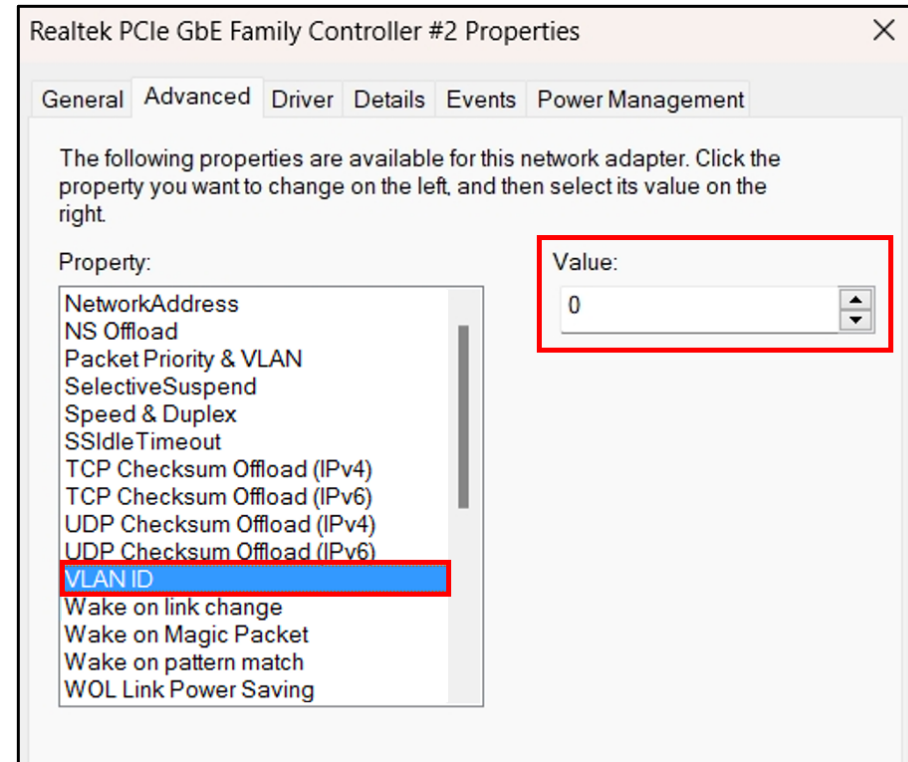 Realtek PCIe GbE Family Controller #2 Properties
General Advanced Driver Details Events Power Management
The following properties are available for this network adapter. Click the
property you want to change on the left, and then select its value on the
right.
Property:
Value:
NetworkAddress
0
NS Offload
Packet Priority & VLAN
SelectiveSuspend
Speed & Duplex
SSIdleTimeout
TCP Checksum Offload (IPv4)
TCP Checksum Offload (IPv6)
UDP Checksum Offload (IPv4)
UDP Checksum Offload (IPv6)
VLAN ID
Wake on link change
Wake on Magic Packet
Wake on pattern match
WOL Link Power Saving